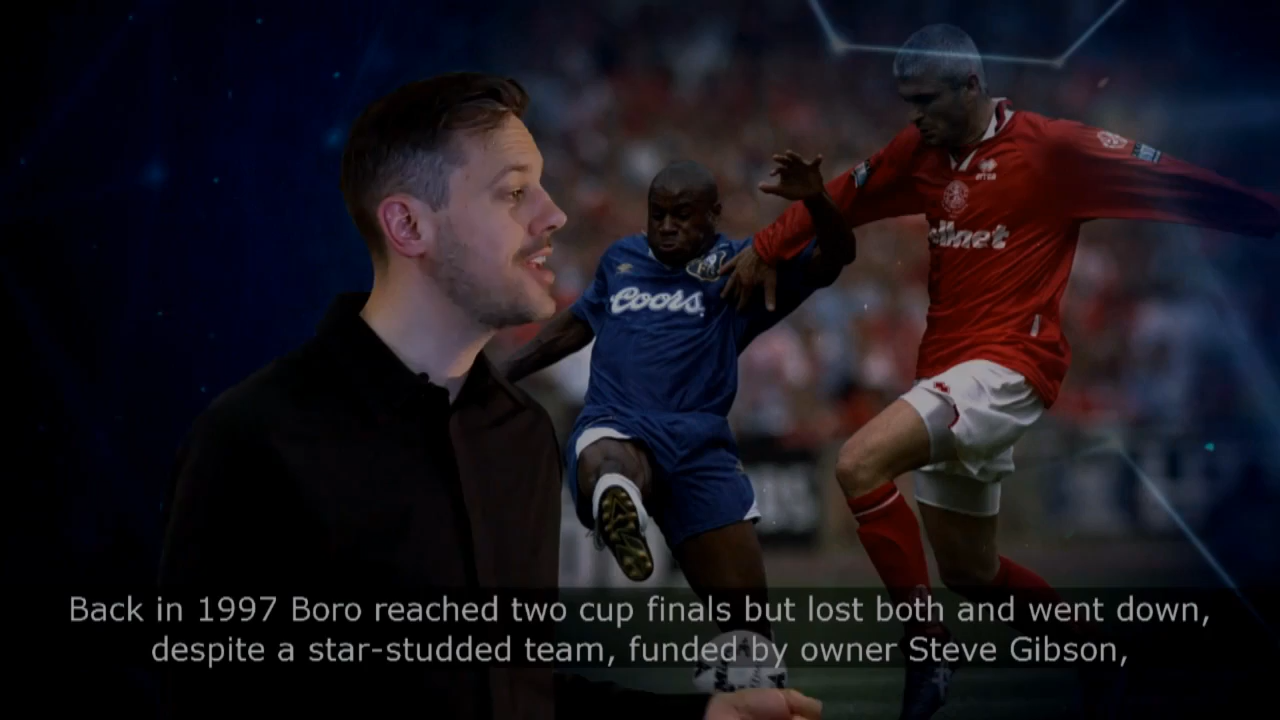 Coors
llnet
Back in 1997 Boro reached two cup finals but lost both and went down,
despite a star-studded team, funded by owner Steve Gibson,